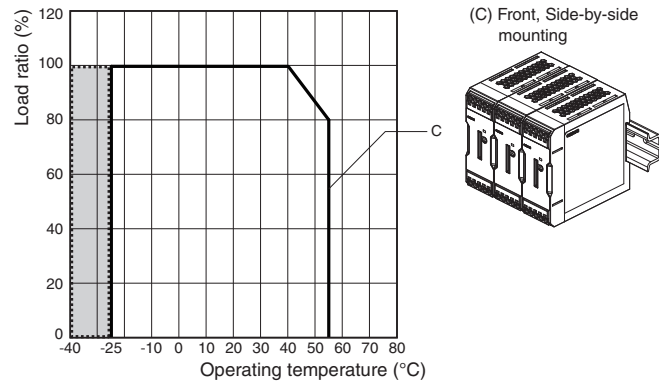 120
100
80
60
40
20
0
Load ratio (%)
-40 -25 -10 0 10 20 30 40 50 60 70 80
Operating temperature (°C)
C
(C) Front, Side-by-side
mounting